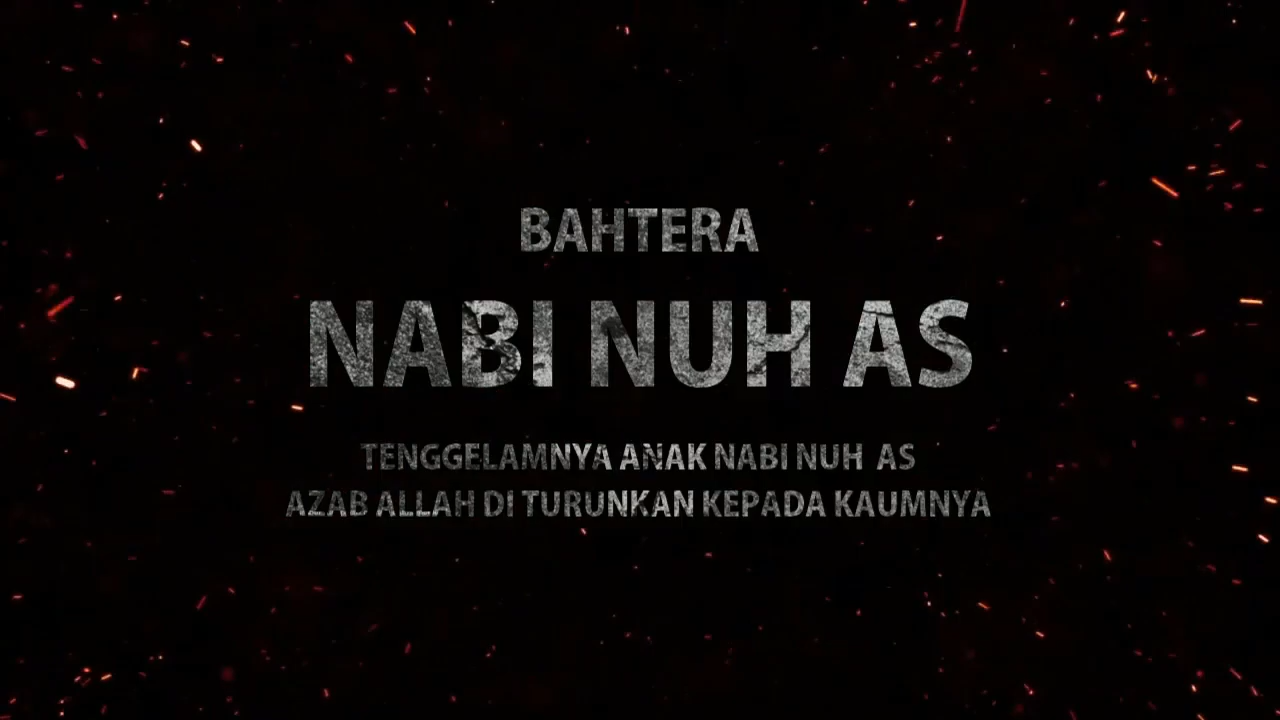 BAHTERA
NABI NUH AS
TENGGELAMNYA ANAK NABI NUH AS
AZAB ALLAH DI TURUNKAN KEPADA KAUMNYA